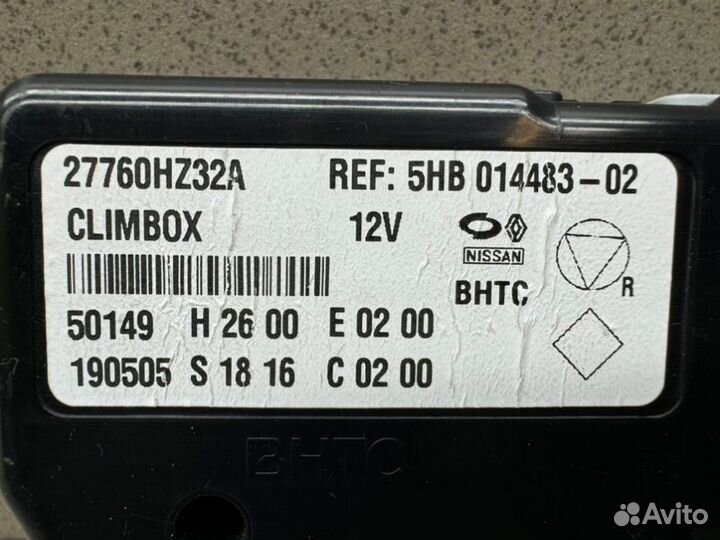 27760HZ32A REF: 5HB 014483-02
CLIMBOX 12V
NISSAN
BHTC
R
50149 H 26 00 E 02 00
190505 S 18 16 C 02 00
BHTC
Avito